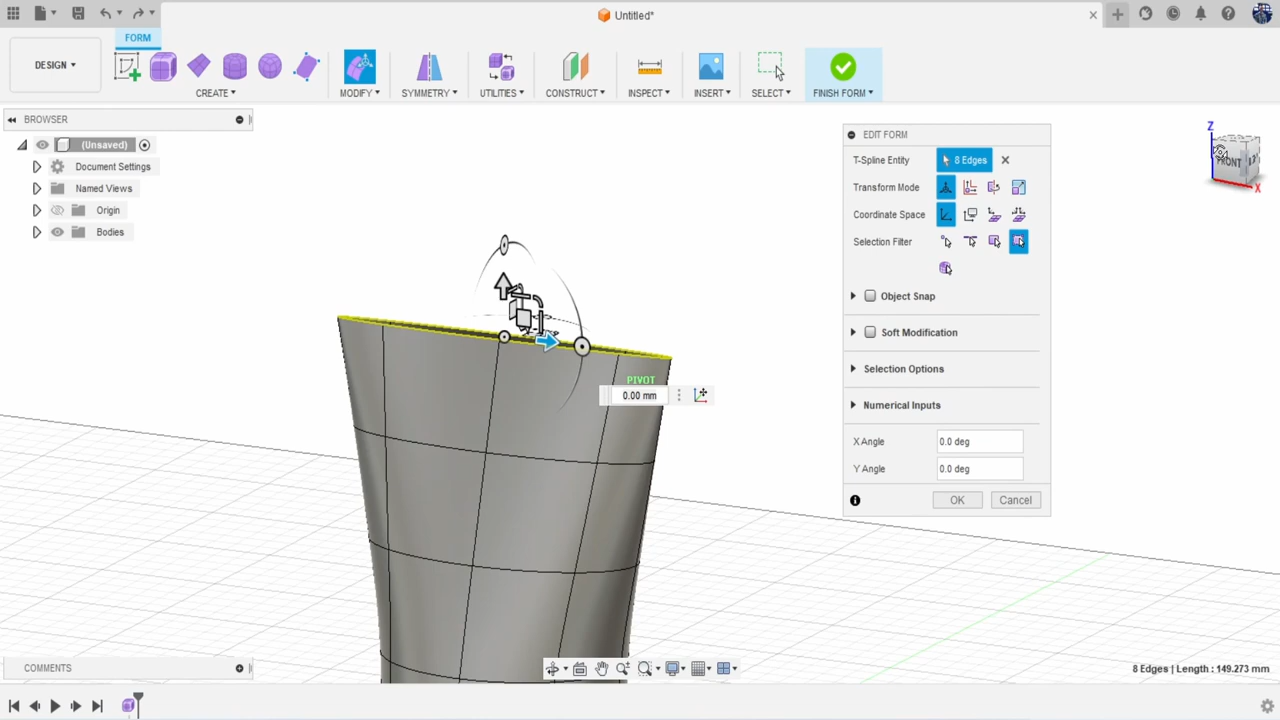 Untitled*
FORM
DESIGN
CREATE
MODIFY
SYMMETRY
UTILITIES
CONSTRUCT
INSPECT
INSERT
SELECT
FINISH FORM
BROWSER
(Unsaved)
Document Settings
Named Views
Origin
Bodies
Z
FRONT
X
EDIT FORM
T-Spline Entity
8 Edges
Transform Mode
Coordinate Space
Selection Filter
Object Snap
Soft Modification
Selection Options
Numerical Inputs
X Angle
0.0 deg
Y Angle
0.0 deg
OK
Cancel
PIVOT
0.00 mm
COMMENTS
8 Edges | Length : 149.273 mm